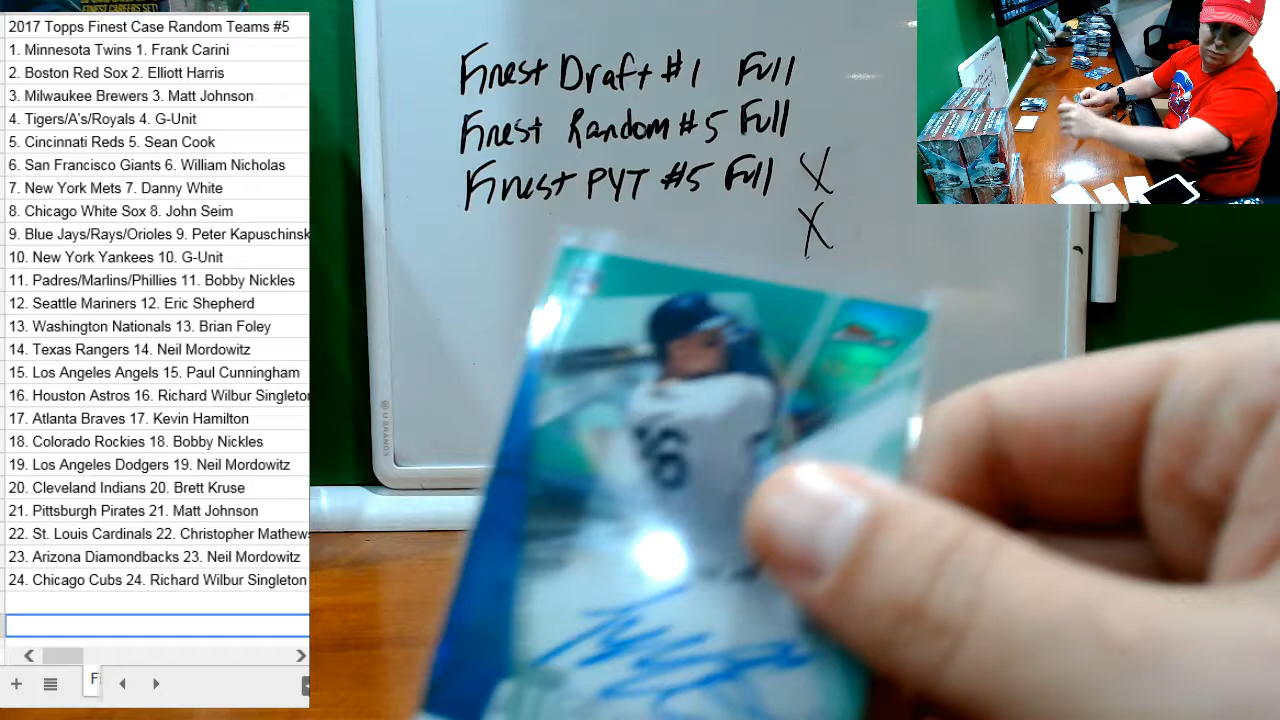 FINEST CAREERS SET!
2017 Topps Finest Case Random Teams #5
1. Minnesota Twins 1. Frank Carini
2. Boston Red Sox 2. Elliott Harris
3. Milwaukee Brewers 3. Matt Johnson
4. Tigers/A's/Royals 4. G-Unit
5. Cincinnati Reds 5. Sean Cook
6. San Francisco Giants 6. William Nicholas
7. New York Mets 7. Danny White
8. Chicago White Sox 8. John Seim
9. Blue Jays/Rays/Orioles 9. Peter Kapuschinsk
10. New York Yankees 10. G-Unit
11. Padres/Marlins/Phillies 11. Bobby Nickles
12. Seattle Mariners 12. Eric Shepherd
13. Washington Nationals 13. Brian Foley
14. Texas Rangers 14. Neil Mordowitz
15. Los Angeles Angels 15. Paul Cunningham
16. Houston Astros 16. Richard Wilbur Singleton
17. Atlanta Braves 17. Kevin Hamilton
18. Colorado Rockies 18. Bobby Nickles
19. Los Angeles Dodgers 19. Neil Mordowitz
20. Cleveland Indians 20. Brett Kruse
21. Pittsburgh Pirates 21. Matt Johnson
22. St. Louis Cardinals 22. Christopher Mathews
23. Arizona Diamondbacks 23. Neil Mordowitz
24. Chicago Cubs 24. Richard Wilbur Singleton
F
Finest Draft #1 Full
Finest Random #5 Full
Finest PYT #5 Full X
X
U BRANDS